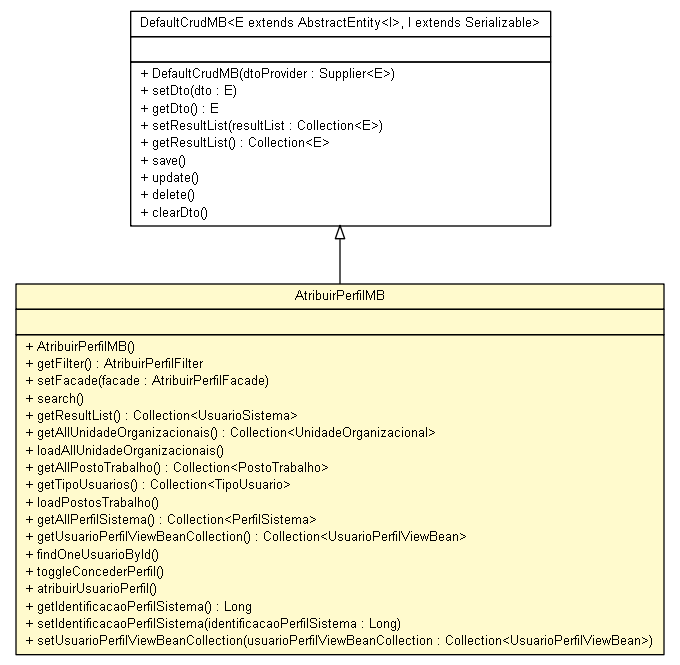 DefaultCrudMB<E extends AbstractEntity<I>, I extends Serializable>
+ DefaultCrudMB(dtoProvider : Supplier<E>)
+ setDto(dto : E)
+ getDto() : E
+ setResultList(resultList : Collection<E>)
+ getResultList() : Collection<E>
+ save()
+ update()
+ delete()
+ clearDto()
AtribuirPerfilMB
+ AtribuirPerfilMB()
+ getFilter() : AtribuirPerfilFilter
+ setFacade(facade : AtribuirPerfilFacade)
+ search()
+ getResultList() : Collection<UsuarioSistema>
+ getAllUnidadeOrganizacionais() : Collection<UnidadeOrganizacional>
+ loadAllUnidadeOrganizacionais()
+ getAllPostoTrabalho() : Collection<PostoTrabalho>
+ getTipoUsuarios() : Collection<TipoUsuario>
+ loadPostosTrabalho()
+ getAllPerfilSistema() : Collection<PerfilSistema>
+ getUsuarioPerfilViewBeanCollection() : Collection<UsuarioPerfilViewBean>
+ findOneUsuarioById()
+ toggleConcederPerfil()
+ atribuirUsuarioPerfil()
+ getIdentificacaoPerfilSistema() : Long
+ setIdentificacaoPerfilSistema(identificacaoPerfilSistema : Long)
+ setUsuarioPerfilViewBeanCollection(usuarioPerfilViewBeanCollection : Collection<UsuarioPerfilViewBean>)